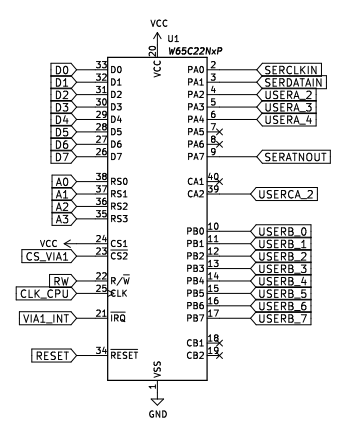 VCC
U1
W65C22NxP
20
VCC
D0 33 D0 PA0 2 SERCLKIN
D1 32 D1 PA1 3 SERDATAIN
D2 31 D2 PA2 4 USERA_2
D3 30 D3 PA3 5 USERA_3
D4 29 D4 PA4 6 USERA_4
D5 28 D5 PA5 7
D6 27 D6 PA6 8
D7 26 D7 PA7 9 SERATNOUT
A0 38 RS0 CA1 40
A1 37 RS1 CA2 39 USERCA_2
A2 36 RS2
A3 35 RS3
PB0 10 USERB_0
VCC 24 CS1 PB1 11 USERB_1
CS_VIA1 23 CS2 PB2 12 USERB_2
PB3 13 USERB_3
RW 22 R/W PB4 14 USERB_4
CLK_CPU 25 CLK PB5 15 USERB_5
PB6 16 USERB_6
VIA1_INT 21 IRQ PB7 17 USERB_7
CB1 18
RESET 34 RESET CB2 19
VSS
1
GND